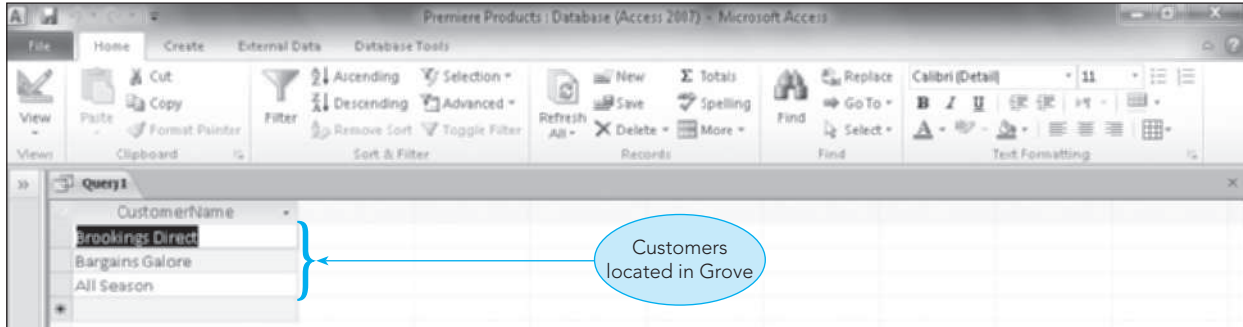 Premiere Products : Database (Access 2007) - Microsoft Access
File Home Create External Data Database Tools
Cut Ascending Selection New Totals Replace Calibri (Detail) 11
Copy Descending Advanced Save Spelling Go To B I U
View Paste Format Painter Filter Remove Sort Toggle Filter Refresh All Delete More Find Select A
Views Clipboard Sort & Filter Records Find Text Formatting
Query1
CustomerName
Brookings Direct
Bargains Galore
All Season
Customers
located in Grove